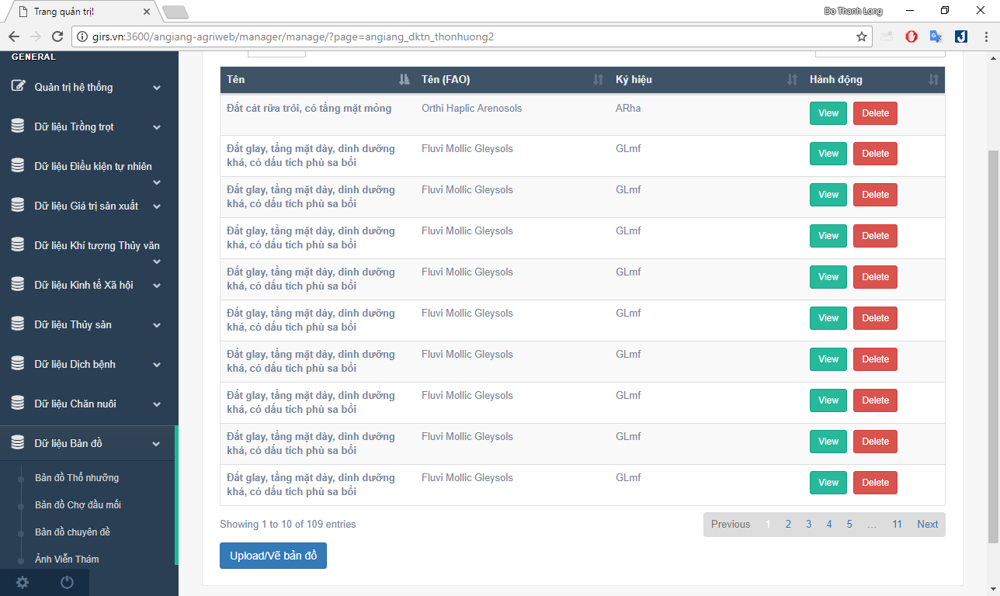 Trang quản trị!
Do Thanh Long
girs.vn:3600/angiang-agriweb/manager/manage/?page=angiang_dktn_thonhuong2
GENERAL
Quản trị hệ thống
Dữ liệu Trồng trọt
Dữ liệu Điều kiện tự nhiên
Dữ liệu Giá trị sản xuất
Dữ liệu Khí tượng Thủy văn
Dữ liệu Kinh tế Xã hội
Dữ liệu Thủy sản
Dữ liệu Dịch bệnh
Dữ liệu Chăn nuôi
Dữ liệu Bản đồ
Bản đồ Thổ nhưỡng
Bản đồ Chợ đầu mối
Bản đồ chuyên đề
Ảnh Viễn Thám
Tên Tên (FAO) Ký hiệu Hành động
Đất cát rữa trôi, có tầng mặt mỏng Orthi Haplic Arenosols ARha View Delete
Đất glay, tầng mặt dày, dinh dưỡng Fluvi Mollic Gleysols GLmf View Delete
khá, có dấu tích phù sa bồi
Đất glay, tầng mặt dày, dinh dưỡng Fluvi Mollic Gleysols GLmf View Delete
khá, có dấu tích phù sa bồi
Đất glay, tầng mặt dày, dinh dưỡng Fluvi Mollic Gleysols GLmf View Delete
khá, có dấu tích phù sa bồi
Đất glay, tầng mặt dày, dinh dưỡng Fluvi Mollic Gleysols GLmf View Delete
khá, có dấu tích phù sa bồi
Đất glay, tầng mặt dày, dinh dưỡng Fluvi Mollic Gleysols GLmf View Delete
khá, có dấu tích phù sa bồi
Đất glay, tầng mặt dày, dinh dưỡng Fluvi Mollic Gleysols GLmf View Delete
khá, có dấu tích phù sa bồi
Đất glay, tầng mặt dày, dinh dưỡng Fluvi Mollic Gleysols GLmf View Delete
khá, có dấu tích phù sa bồi
Đất glay, tầng mặt dày, dinh dưỡng Fluvi Mollic Gleysols GLmf View Delete
khá, có dấu tích phù sa bồi
Đất glay, tầng mặt dày, dinh dưỡng Fluvi Mollic Gleysols GLmf View Delete
khá, có dấu tích phù sa bồi
Showing 1 to 10 of 109 entries Previous 1 2 3 4 5 … 11 Next
Upload/Vẽ bản đồ